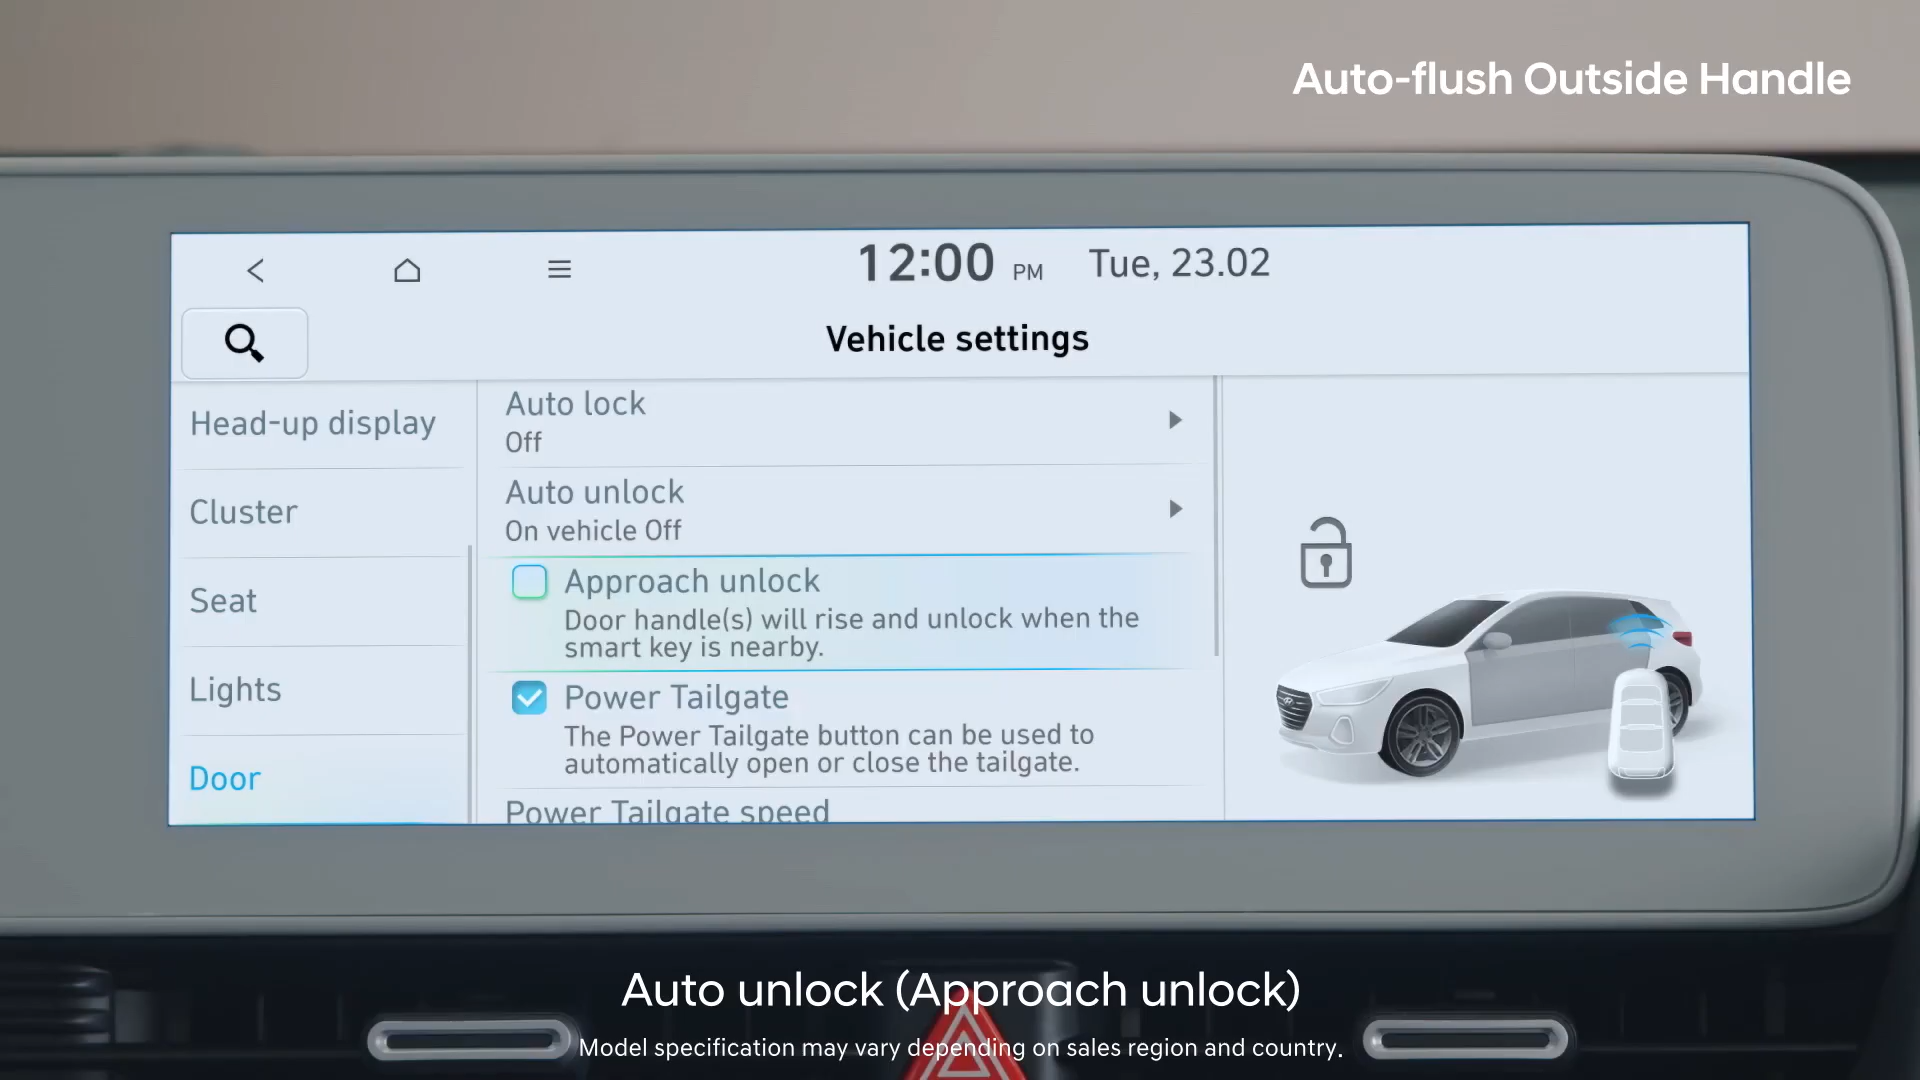 Auto-flush Outside Handle
12:00 PM Tue, 23.02
Vehicle settings
Head-up display
Cluster
Seat
Lights
Door
Auto lock
Off
Auto unlock
On vehicle Off
Approach unlock
Door handle(s) will rise and unlock when the
smart key is nearby.
Power Tailgate
The Power Tailgate button can be used to
automatically open or close the tailgate.
Power Tailgate speed
Auto unlock (Approach unlock)
Model specification may vary depending on sales region and country.